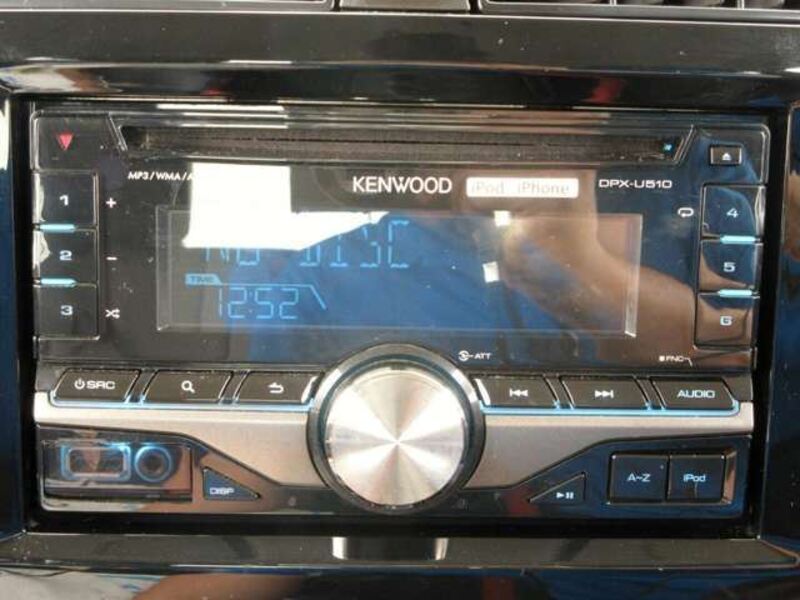 MP3/WMA/A
KENWOOD
iPod iPhone
DPX-U510
1
+
2
-
3
4
5
6
NO DISC
TIME
12:52
ATT
FNC
SRC
AUDIO
DISP
A~Z
iPod